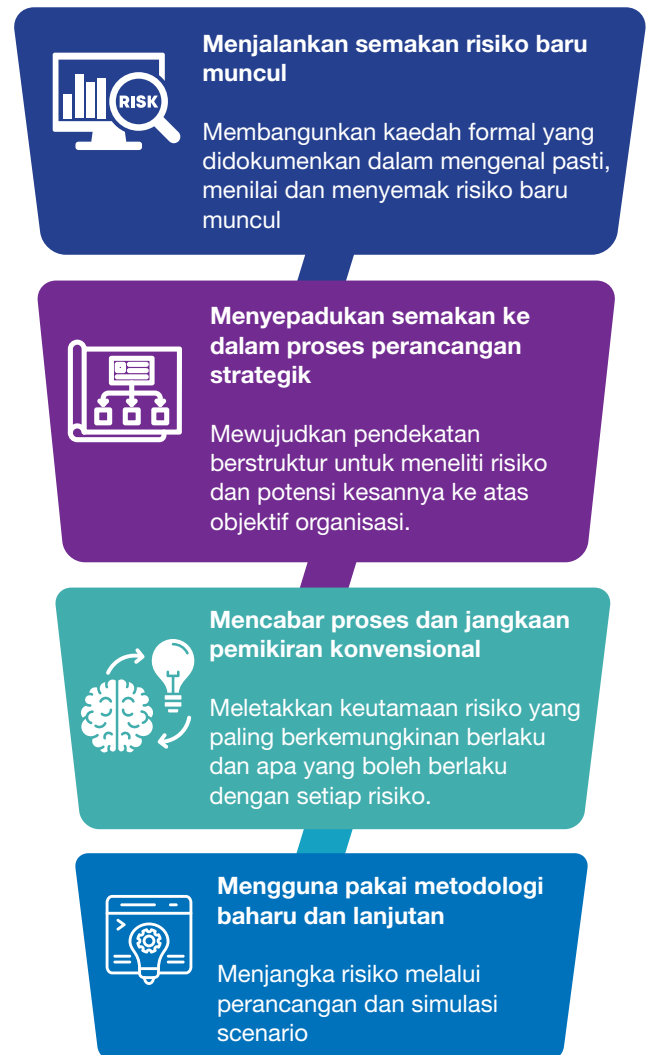 Menjalankan semakan risiko baru
muncul
RISK
Membangunkan kaedah formal yang
didokumenkan dalam mengenal pasti,
menilai dan menyemak risiko baru
muncul
Menyepadukan semakan ke
dalam proses perancangan
strategik
Mewujudkan pendekatan
berstruktur untuk meneliti risiko
dan potensi kesannya ke atas
objektif organisasi.
Mencabar proses dan jangkaan
pemikiran konvensional
Meletakkan keutamaan risiko yang
paling berkemungkinan berlaku
dan apa yang boleh berlaku
dengan setiap risiko.
Mengguna pakai metodologi
baharu dan lanjutan
Menjangka risiko melalui
perancangan dan simulasi
scenario